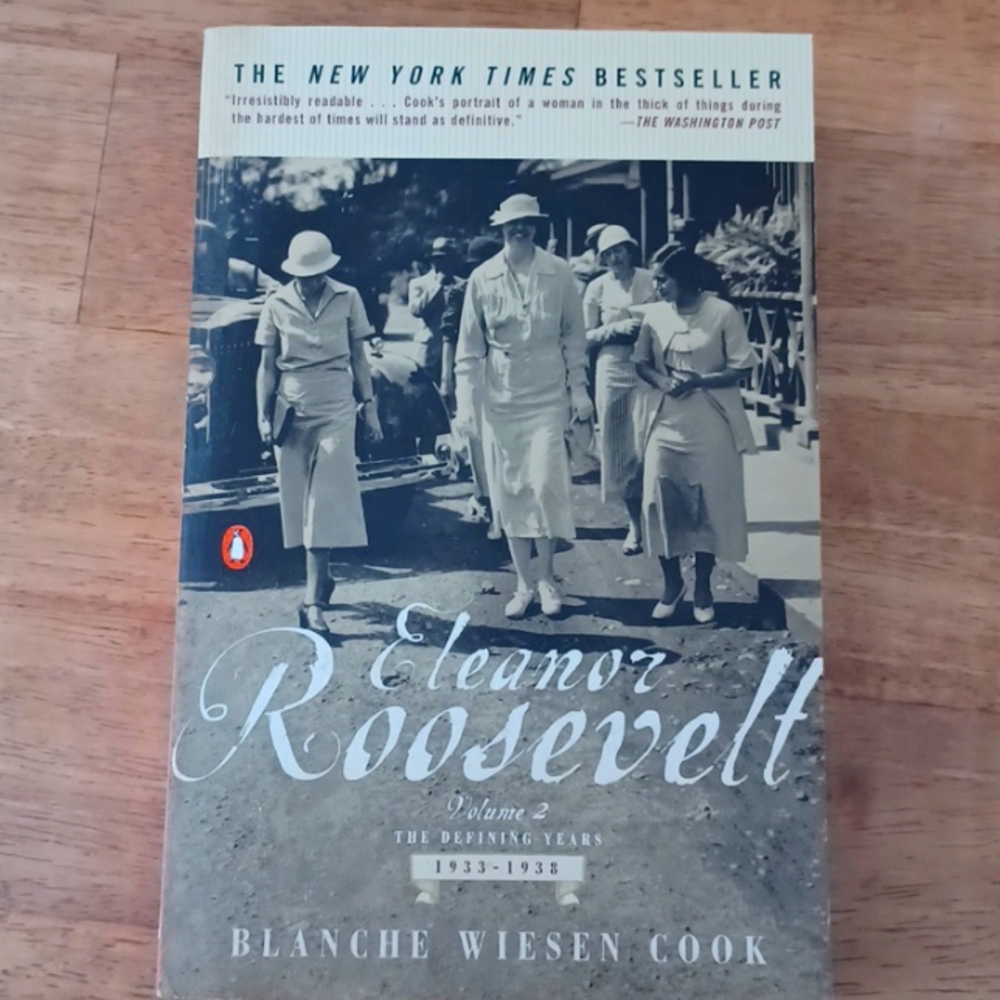 THE NEW YORK TIMES BESTSELLER
"Irresistibly readable . . . Cook's portrait of a woman in the thick of things during
the hardest of times will stand as definitive."  —THE WASHINGTON POST
Eleanor
Roosevelt
Volume 2
THE DEFINING YEARS
1933-1938
BLANCHE WIESEN COOK